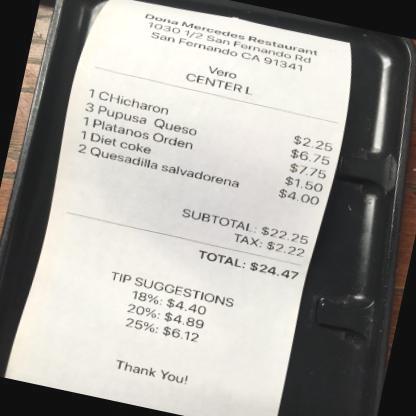 Dona Mercedes Restaurant
1030 1/2 San Fernando Rd
San Fernando CA 91341
Vero
CENTER L
1 CHicharon $2.25
3 Pupusa Queso $6.75
1 Platanos Orden $7.75
1 Diet coke $1.50
2 Quesadilla salvadorena $4.00
SUBTOTAL: $22.25
TAX: $2.22
TOTAL: $24.47
TIP SUGGESTIONS
18%: $4.40
20%: $4.89
25%: $6.12
Thank You!